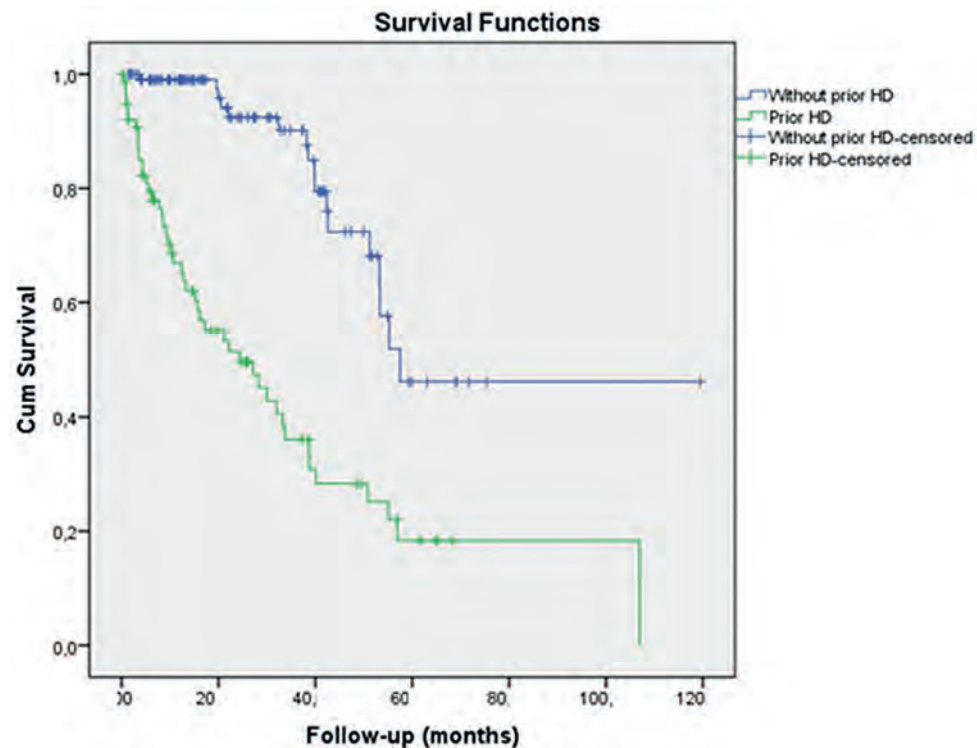 Survival Functions
1,0
0,8
0,6
0,4
0,2
0,0
Cum Survival
Without prior HD
Prior HD
Without prior HD-censored
Prior HD-censored
20,
40,
60
80
100,
120,
Follow-up (months)